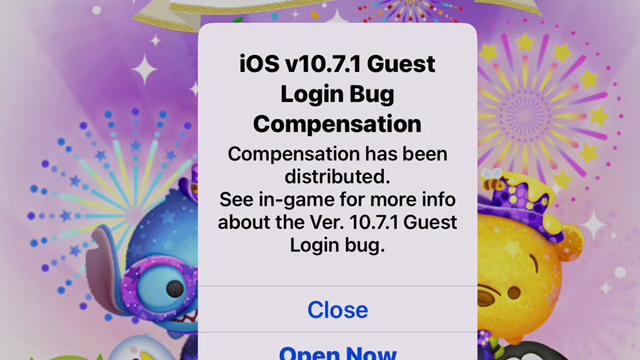 iOS v10.7.1 Guest
Login Bug
Compensation
Compensation has been
distributed.
See in-game for more info
about the Ver. 10.7.1 Guest
Login bug.
Close
Open Now